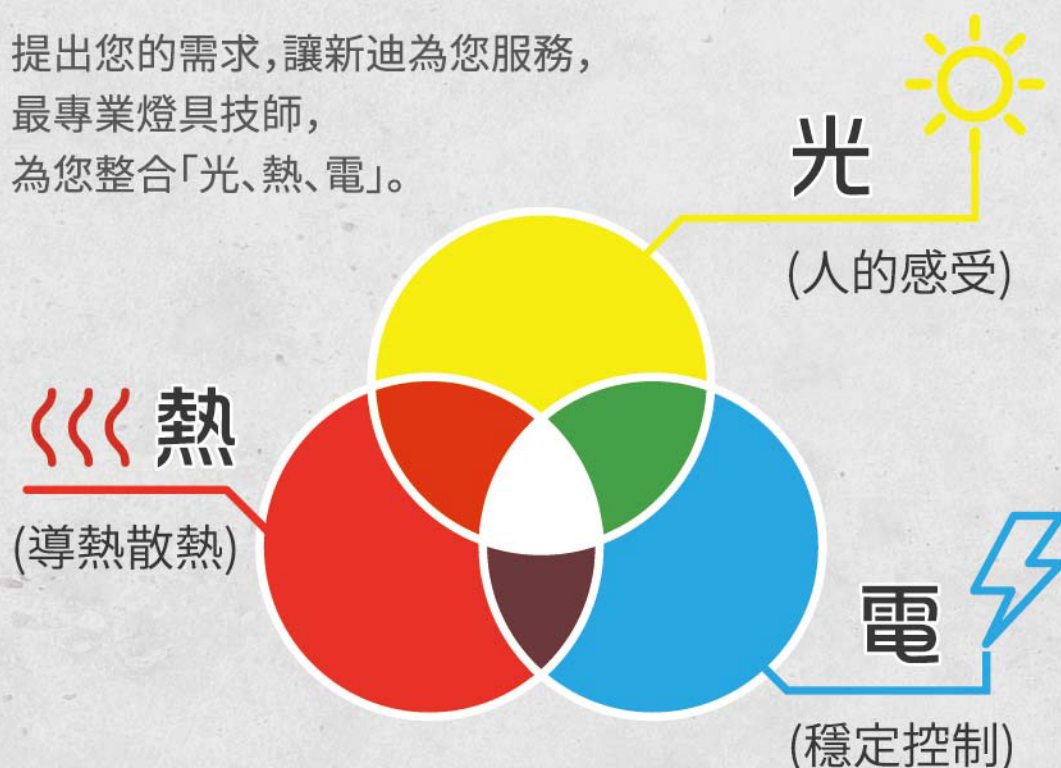 提出您的需求,讓新迪為您服務,
最專業燈具技師,
為您整合「光、熱、電」。
光
(人的感受)
熱
(導熱散熱)
電
(穩定控制)